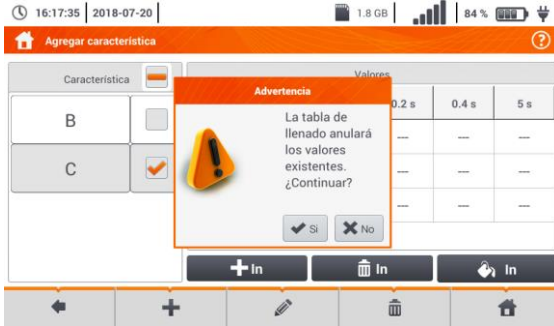 16:17:35 2018-07-20 1.8 GB 84 %
Agregar característica ?
Característica Valores
0.2 s 0.4 s 5 s
B --- --- ---
C --- --- ---
--- --- ---
Advertencia
La tabla de
llenado anulará
los valores
existentes.
¿Continuar?
Si No
In In In